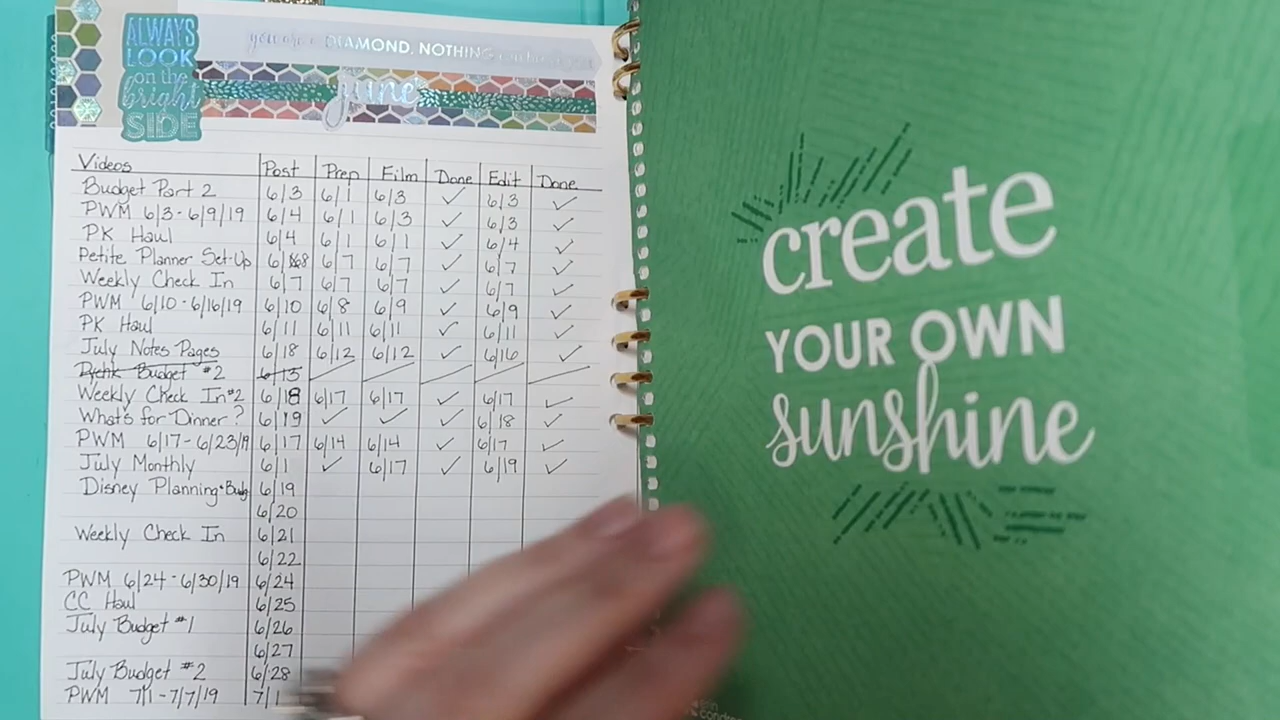 ALWAYS
LOOK
on the
bright
SIDE
you are a DIAMOND, NOTHING can
june
Videos Post Prep Film Done Edit Done
Budget Part 2 6/3 6/1 6/3 ✓ 6/3 ✓
PWM 6/3-6/9/19 6/4 6/1 6/3 ✓ 6/3 ✓
PK Haul 6/4 6/1 6/1 ✓ 6/4 ✓
Petite Planner Set-Up 6/8 6/7 6/7 ✓ 6/7 ✓
Weekly Check In 6/7 6/7 6/7 ✓ 6/7 ✓
PWM 6/10-6/16/19 6/10 6/8 6/9 ✓ 6/9 ✓
PK Haul 6/11 6/11 6/11 ✓ 6/11 ✓
July Notes Pages 6/18 6/12 6/12 ✓ 6/16 ✓
Budget #2 6/15
Weekly Check In #2 6/18 6/17 6/17 ✓ 6/17 ✓
What's for Dinner? 6/19 ✓ ✓ ✓ 6/18 ✓
PWM 6/17-6/23/19 6/17 6/14 6/14 ✓ 6/17 ✓
July Monthly 6/1 ✓ 6/17 ✓ 6/19 ✓
Disney Planning + Budg 6/19
6/20
Weekly Check In 6/21
6/22
PWM 6/24-6/30/19 6/24
CC Haul 6/25
July Budget #1 6/26
6/27
July Budget #2 6/28
PWM 7/1-7/7/19 7/1
create
YOUR OWN
sunshine